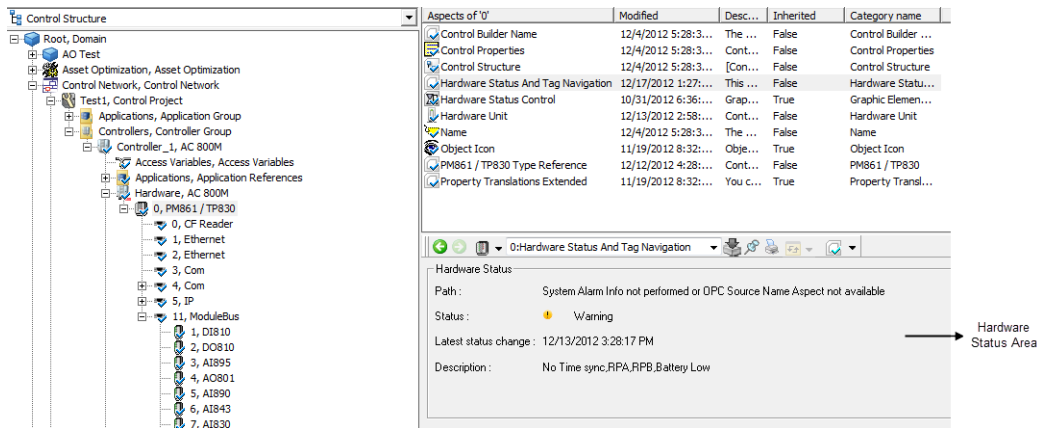 Control Structure
Root, Domain
AO Test
Asset Optimization, Asset Optimization
Control Network, Control Network
Test1, Control Project
Applications, Application Group
Controllers, Controller Group
Controller_1, AC 800M
Access Variables, Access Variables
Applications, Application References
Hardware, AC 800M
0, PM861 / TP830
0, CF Reader
1, Ethernet
2, Ethernet
3, Com
4, Com
5, IP
11, ModuleBus
1, DI810
2, DO810
3, AI895
4, AO801
5, AI890
6, AI843
7, AI830
Aspects of '0' Modified Desc... Inherited Category name
Control Builder Name 12/4/2012 5:28:3... The ... False Control Builder ...
Control Properties 12/4/2012 5:28:3... Cont... False Control Properties
Control Structure 12/4/2012 5:28:3... [Con... False Control Structure
Hardware Status And Tag Navigation 12/17/2012 1:27:... This ... False Hardware Statu...
Hardware Status Control 10/31/2012 6:36:... Grap... True Graphic Elemen...
Hardware Unit 12/13/2012 2:58:... Cont... False Hardware Unit
Name 12/4/2012 5:28:3... The ... False Name
Object Icon 11/19/2012 8:32:... Obje... True Object Icon
PM861 / TP830 Type Reference 12/12/2012 4:28:... Cont... False PM861 / TP830
Property Translations Extended 11/19/2012 8:32:... You c... True Property Transl...
0:Hardware Status And Tag Navigation
Hardware Status
Path : System Alarm Info not performed or OPC Source Name Aspect not available
Status : Warning
Latest status change : 12/13/2012 3:28:17 PM
Description : No Time sync,RPA,RPB,Battery Low
Hardware
Status Area